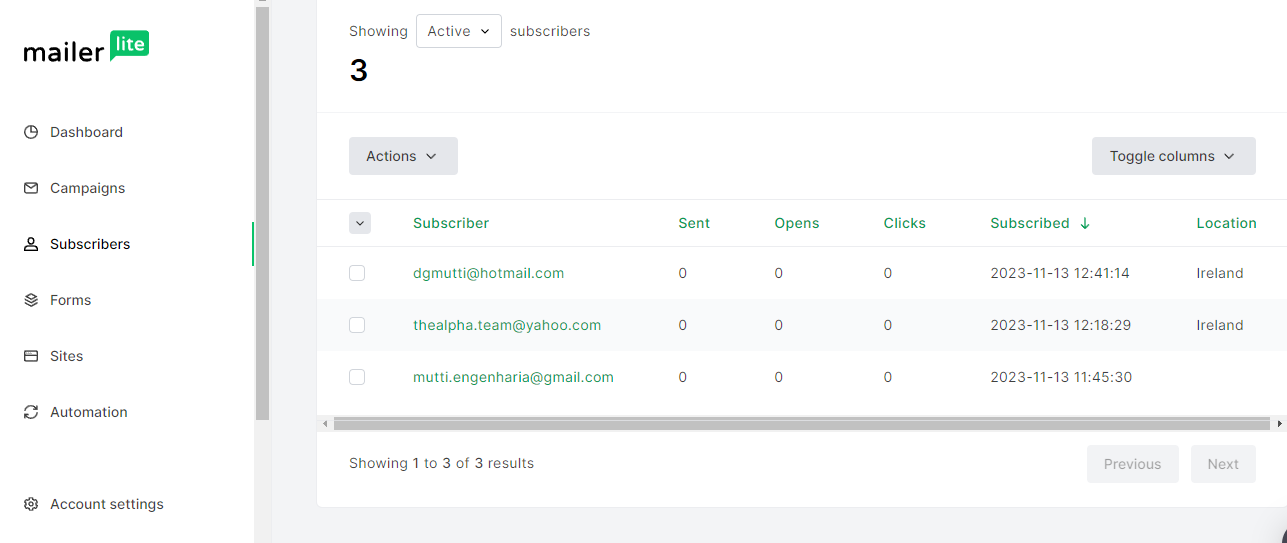 mailer lite
Dashboard
Campaigns
Subscribers
Forms
Sites
Automation
Account settings
Showing Active subscribers
3
Actions Toggle columns
Subscriber Sent Opens Clicks Subscribed ↓ Location
dgmutti@hotmail.com 0 0 0 2023-11-13 12:41:14 Ireland
thealpha.team@yahoo.com 0 0 0 2023-11-13 12:18:29 Ireland
mutti.engenharia@gmail.com 0 0 0 2023-11-13 11:45:30
Showing 1 to 3 of 3 results Previous Next